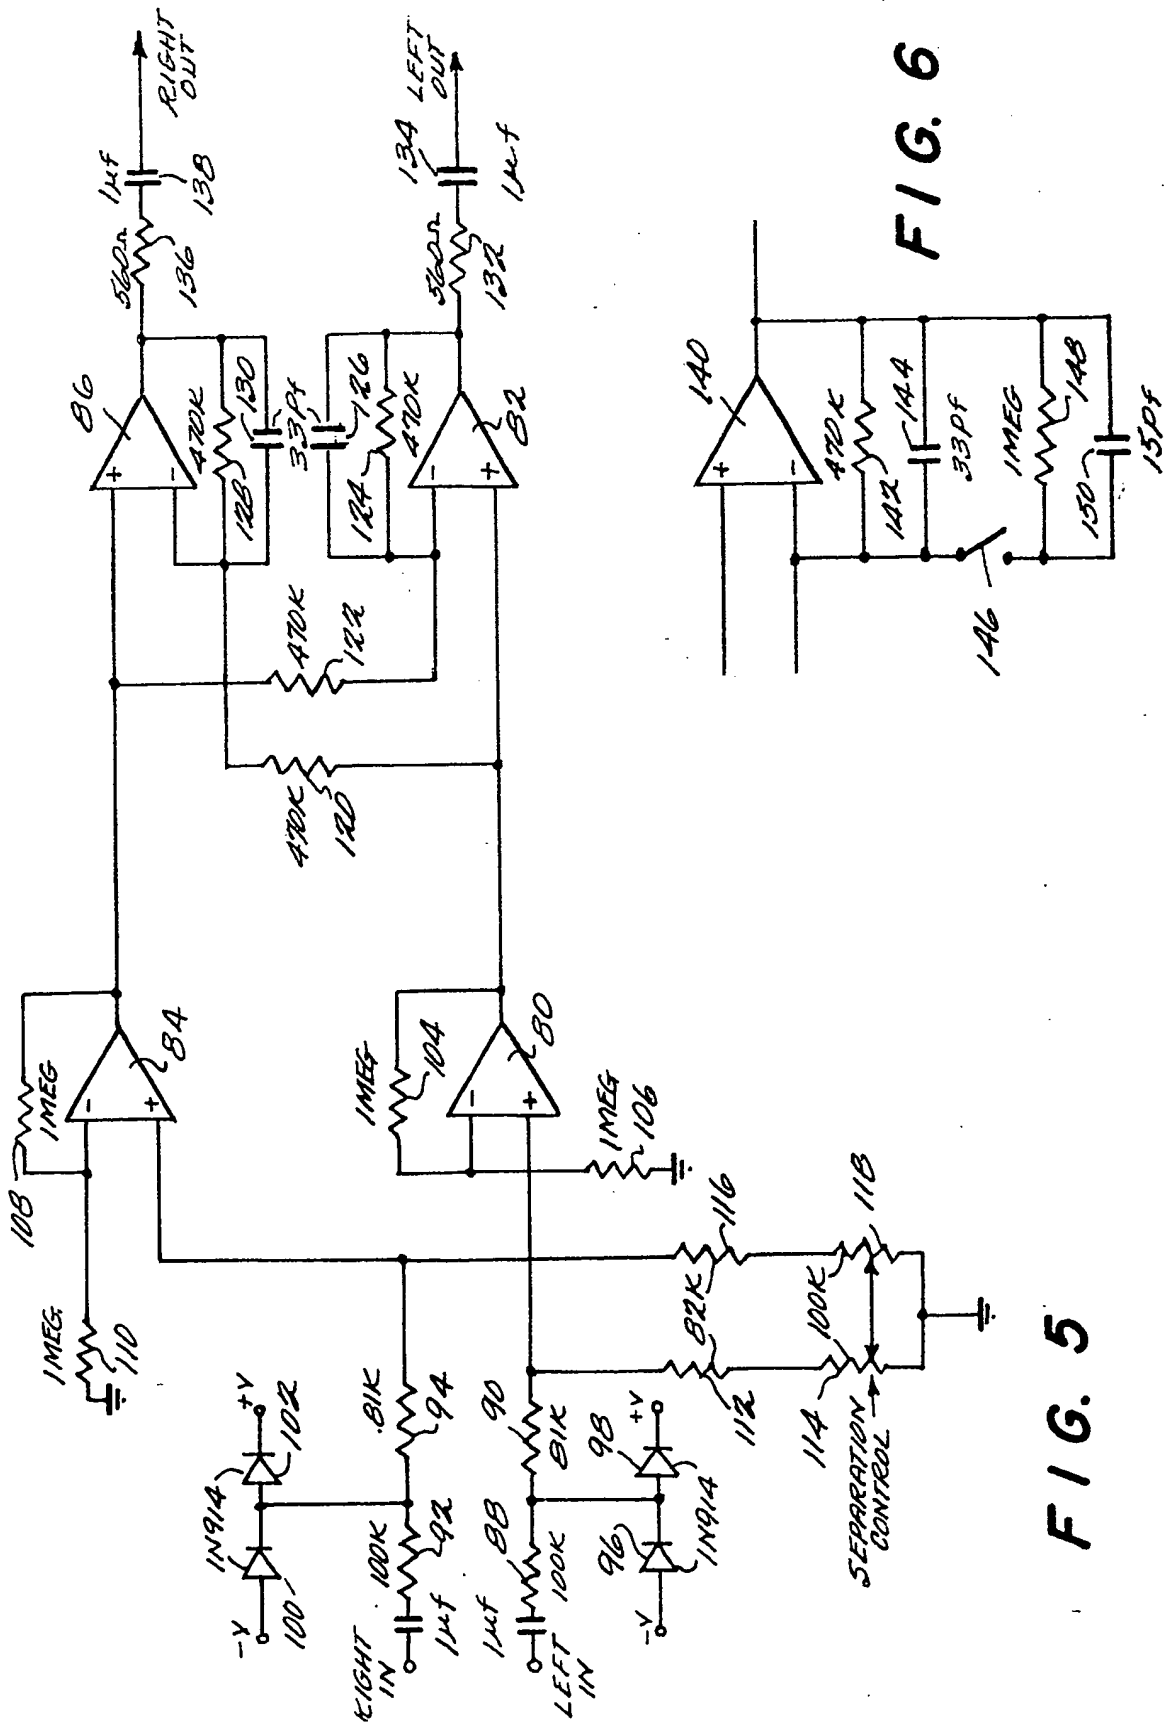 RIGHT
OUT
1µf
138
560Ω
136
86
+
-
470K
128
130
33Pf
126
124
470K
-
+
82
560Ω
132
134
1µf
LEFT
OUT
470K
122
470K
120
108
1MEG
-
+
84
1MEG
110
1MEG
104
-
+
80
1MEG
106
-V
+V
1N914
100
102
RIGHT
IN
1µf
100K
92
81K
94
1µf
LEFT
IN
100K
88
90
81K
96
98
-V
+V
1N914
112
82K
116
114
100K
118
SEPARATION
CONTROL
FIG. 5
140
+
-
470K
142
144
33Pf
146
1MEG
148
150
15Pf
FIG. 6